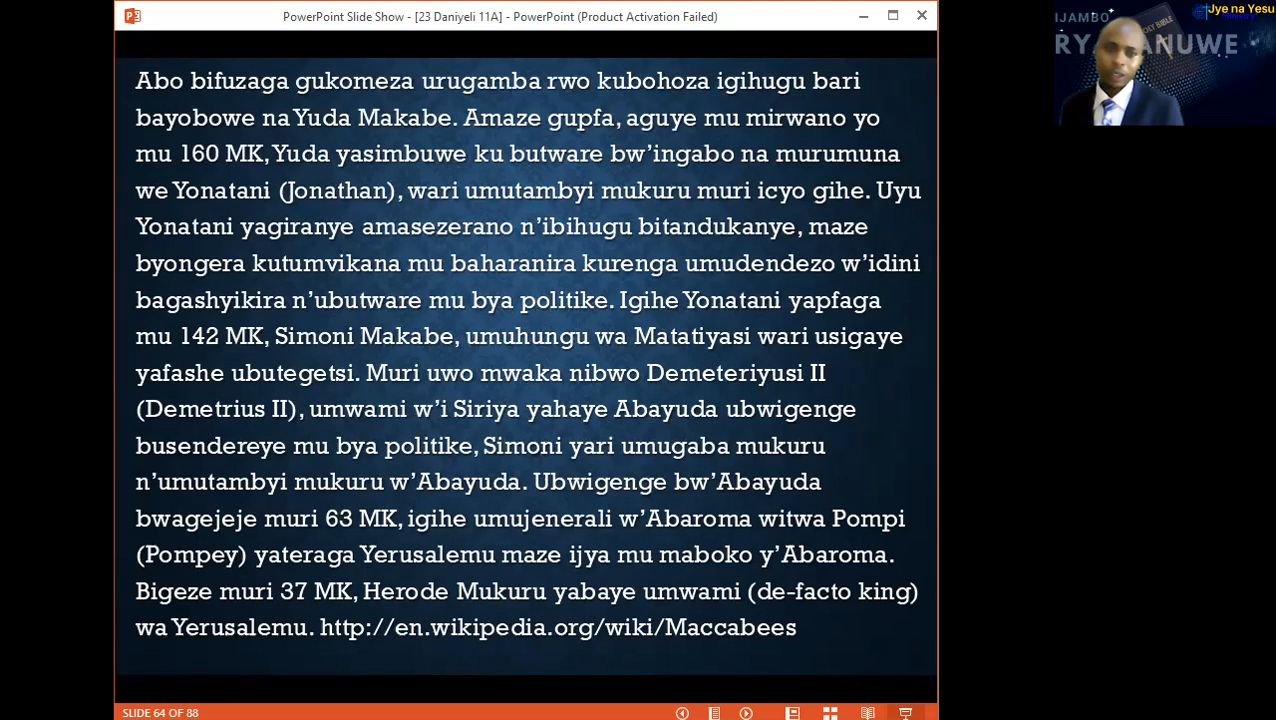 PowerPoint Slide Show - [23 Daniyeli 11A] - PowerPoint (Product Activation Failed)
Jye na Yesu
Ministry
IJAMBO
HOLY BIBLE
Abo bifuzaga gukomeza urugamba rwo kubohoza igihugu bari
bayobowe na Yuda Makabe. Amaze gupfa, aguye mu mirwano yo
mu 160 MK, Yuda yasimbuwe ku butware bw'ingabo na murumuna
we Yonatani (Jonathan), wari umutambyi mukuru muri icyo gihe. Uyu
Yonatani yagiranye amasezerano n'ibihugu bitandukanye, maze
byongera kutumvikana mu baharanira kurenga umudendezo w'idini
bagashyikira n'ubutware mu bya politike. Igihe Yonatani yapfaga
mu 142 MK, Simoni Makabe, umuhungu wa Matatiyasi wari usigaye
yafashe ubutegetsi. Muri uwo mwaka nibwo Demeteriyusi II
(Demetrius II), umwami w'i Siriya yahaye Abayuda ubwigenge
busendereye mu bya politike, Simoni yari umugaba mukuru
n'umutambyi mukuru w'Abayuda. Ubwigenge bw'Abayuda
bwagejeje muri 63 MK, igihe umujenerali w'Abaroma witwa Pompi
(Pompey) yateraga Yerusalemu maze ijya mu maboko y'Abaroma.
Bigeze muri 37 MK, Herode Mukuru yabaye umwami (de-facto king)
wa Yerusalemu. http://en.wikipedia.org/wiki/Maccabees
SLIDE 64 OF 88